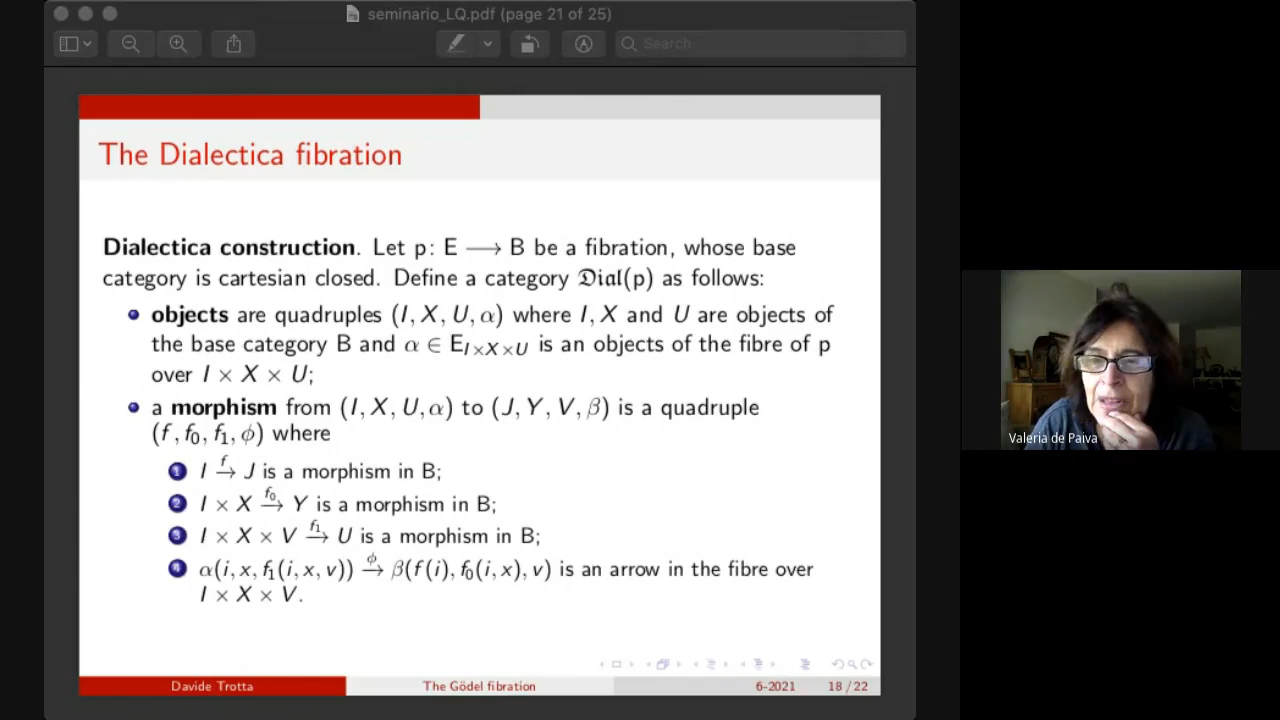 seminario_LQ.pdf (page 21 of 25)
Search
The Dialectica fibration
Dialectica construction. Let p: E ⟶ B be a fibration, whose base
category is cartesian closed. Define a category 𝔇ial(p) as follows:
objects are quadruples (I, X, U, α) where I, X and U are objects of
the base category B and α ∈ E_{I×X×U} is an objects of the fibre of p
over I × X × U;
a morphism from (I, X, U, α) to (J, Y, V, β) is a quadruple
(f, f₀, f₁, ϕ) where
1 I →^f J is a morphism in B;
2 I × X →^{f₀} Y is a morphism in B;
3 I × X × V →^{f₁} U is a morphism in B;
4 α(i, x, f₁(i, x, v)) →^ϕ β(f(i), f₀(i, x), v) is an arrow in the fibre over
I × X × V.
Davide Trotta
The Gödel fibration
6-2021
18 / 22
Valeria de Paiva